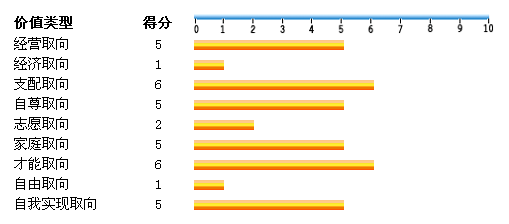 价值类型 得分 0 1 2 3 4 5 6 7 8 9 10
经营取向 5
经济取向 1
支配取向 6
自尊取向 5
志愿取向 2
家庭取向 5
才能取向 6
自由取向 1
自我实现取向 5